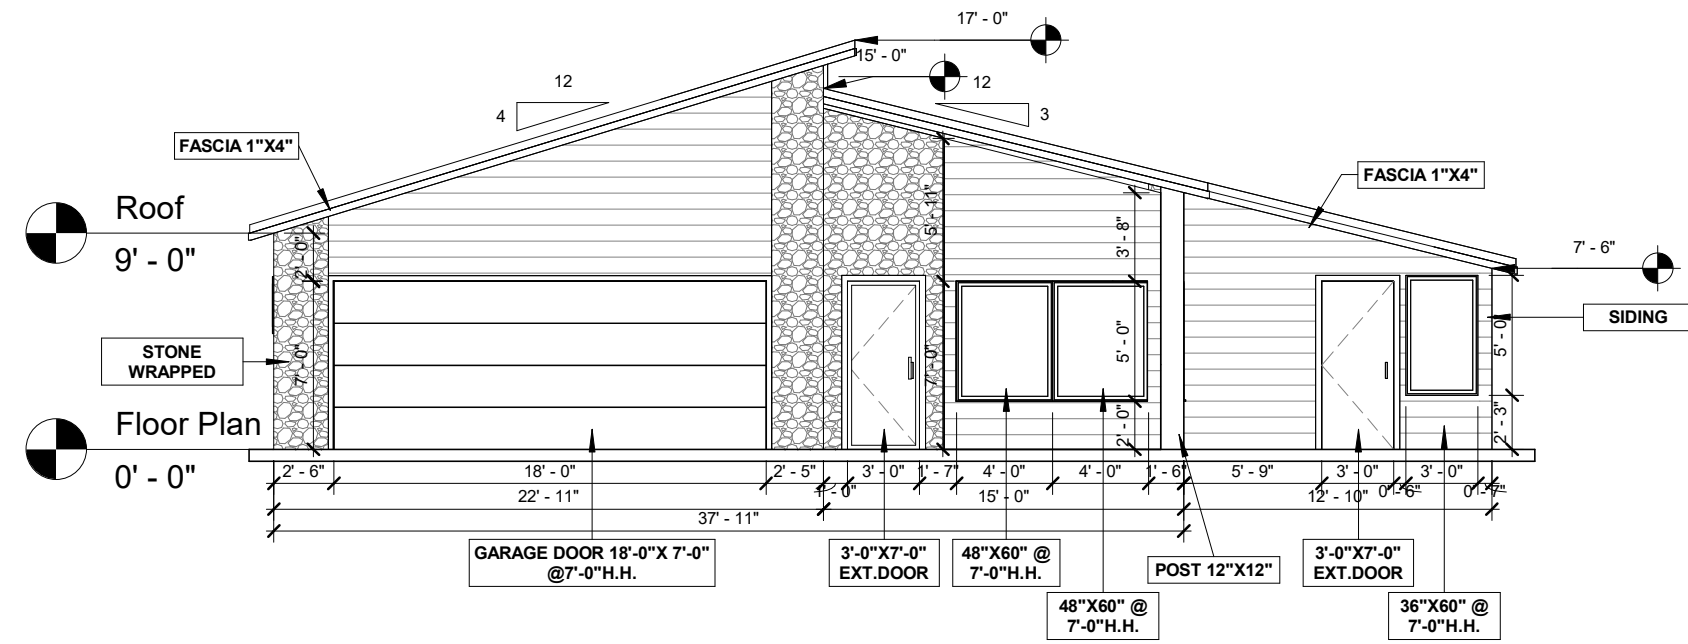 17' - 0"
15' - 0"
12
4
12
3
FASCIA 1"X4"
FASCIA 1"X4"
Roof
9' - 0"
7' - 6"
SIDING
STONE
WRAPPED
Floor Plan
0' - 0"
2' - 0"
7' - 0"
5' - 11"
7' - 0"
3' - 8"
5' - 0"
2' - 0"
5' - 0"
2' - 3"
2' - 6"
18' - 0"
2' - 5"
1' - 0"
3' - 0"
1' - 7"
4' - 0"
4' - 0"
1' - 6"
5' - 9"
3' - 0"
0' - 6"
3' - 0"
0' - 7"
22' - 11"
15' - 0"
12' - 10"
37' - 11"
GARAGE DOOR 18'-0"X 7'-0"
@7'-0"H.H.
3'-0"X7'-0"
EXT.DOOR
48"X60" @
7'-0"H.H.
48"X60" @
7'-0"H.H.
POST 12"X12"
3'-0"X7'-0"
EXT.DOOR
36"X60" @
7'-0"H.H.